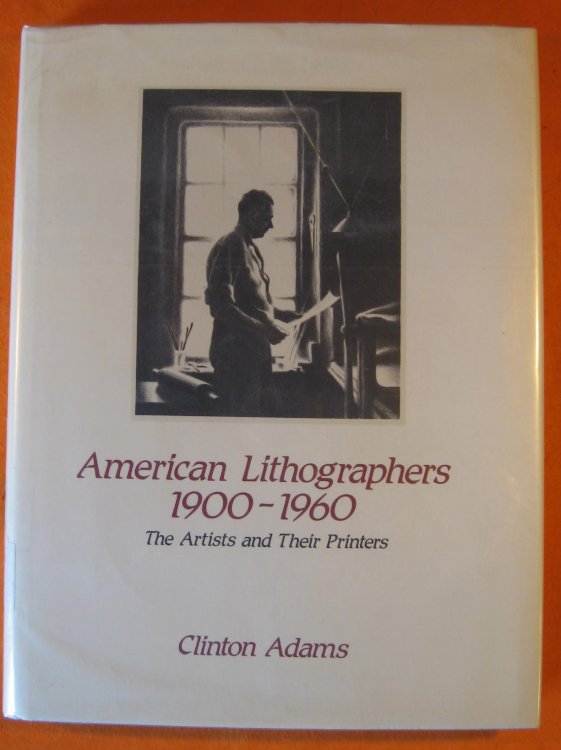 American Lithographers
1900-1960
The Artists and Their Printers
Clinton Adams